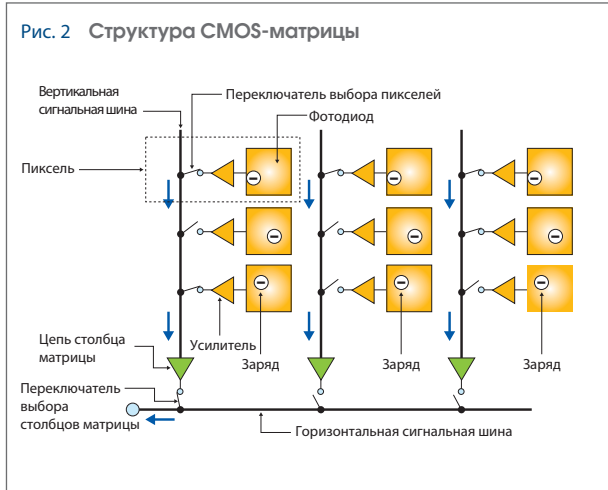 Рис. 2 Структура CMOS-матрицы
Вертикальная
сигнальная шина
Переключатель выбора пикселей
Фотодиод
Пиксель
Цепь столбца
матрицы
Усилитель
Заряд
Заряд
Заряд
Переключатель
выбора
столбцов матрицы
Горизонтальная сигнальная шина